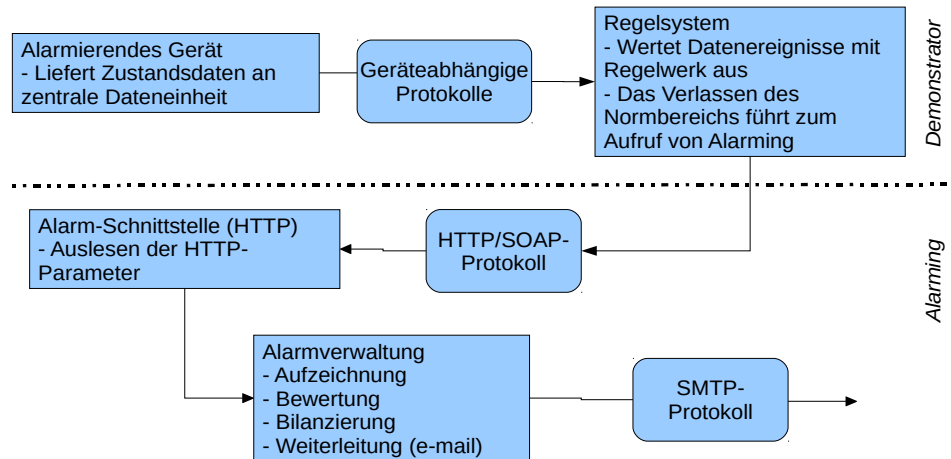 Alarmierendes Gerät
- Liefert Zustandsdaten an
zentrale Dateneinheit
Geräteabhängige
Protokolle
Regelsystem
- Wertet Datenereignisse mit
Regelwerk aus
- Das Verlassen des
Normbereichs führt zum
Aufruf von Alarming
Demonstrator
Alarm-Schnittstelle (HTTP)
- Auslesen der HTTP-
Parameter
HTTP/SOAP-
Protokoll
Alarming
Alarmverwaltung
- Aufzeichnung
- Bewertung
- Bilanzierung
- Weiterleitung (e-mail)
SMTP-
Protokoll